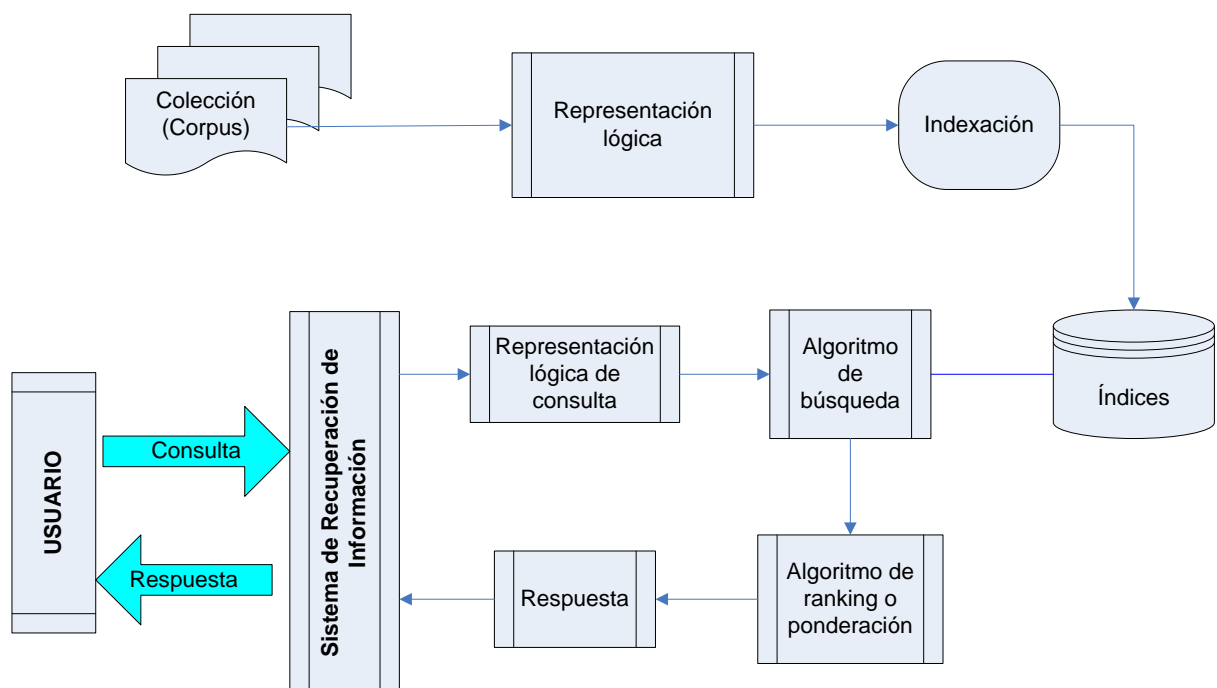 Colección
(Corpus)
Representación
lógica
Indexación
USUARIO
Consulta
Respuesta
Sistema de Recuperación de
Información
Representación
lógica de
consulta
Algoritmo
de
búsqueda
Índices
Respuesta
Algoritmo de
ranking o
ponderación